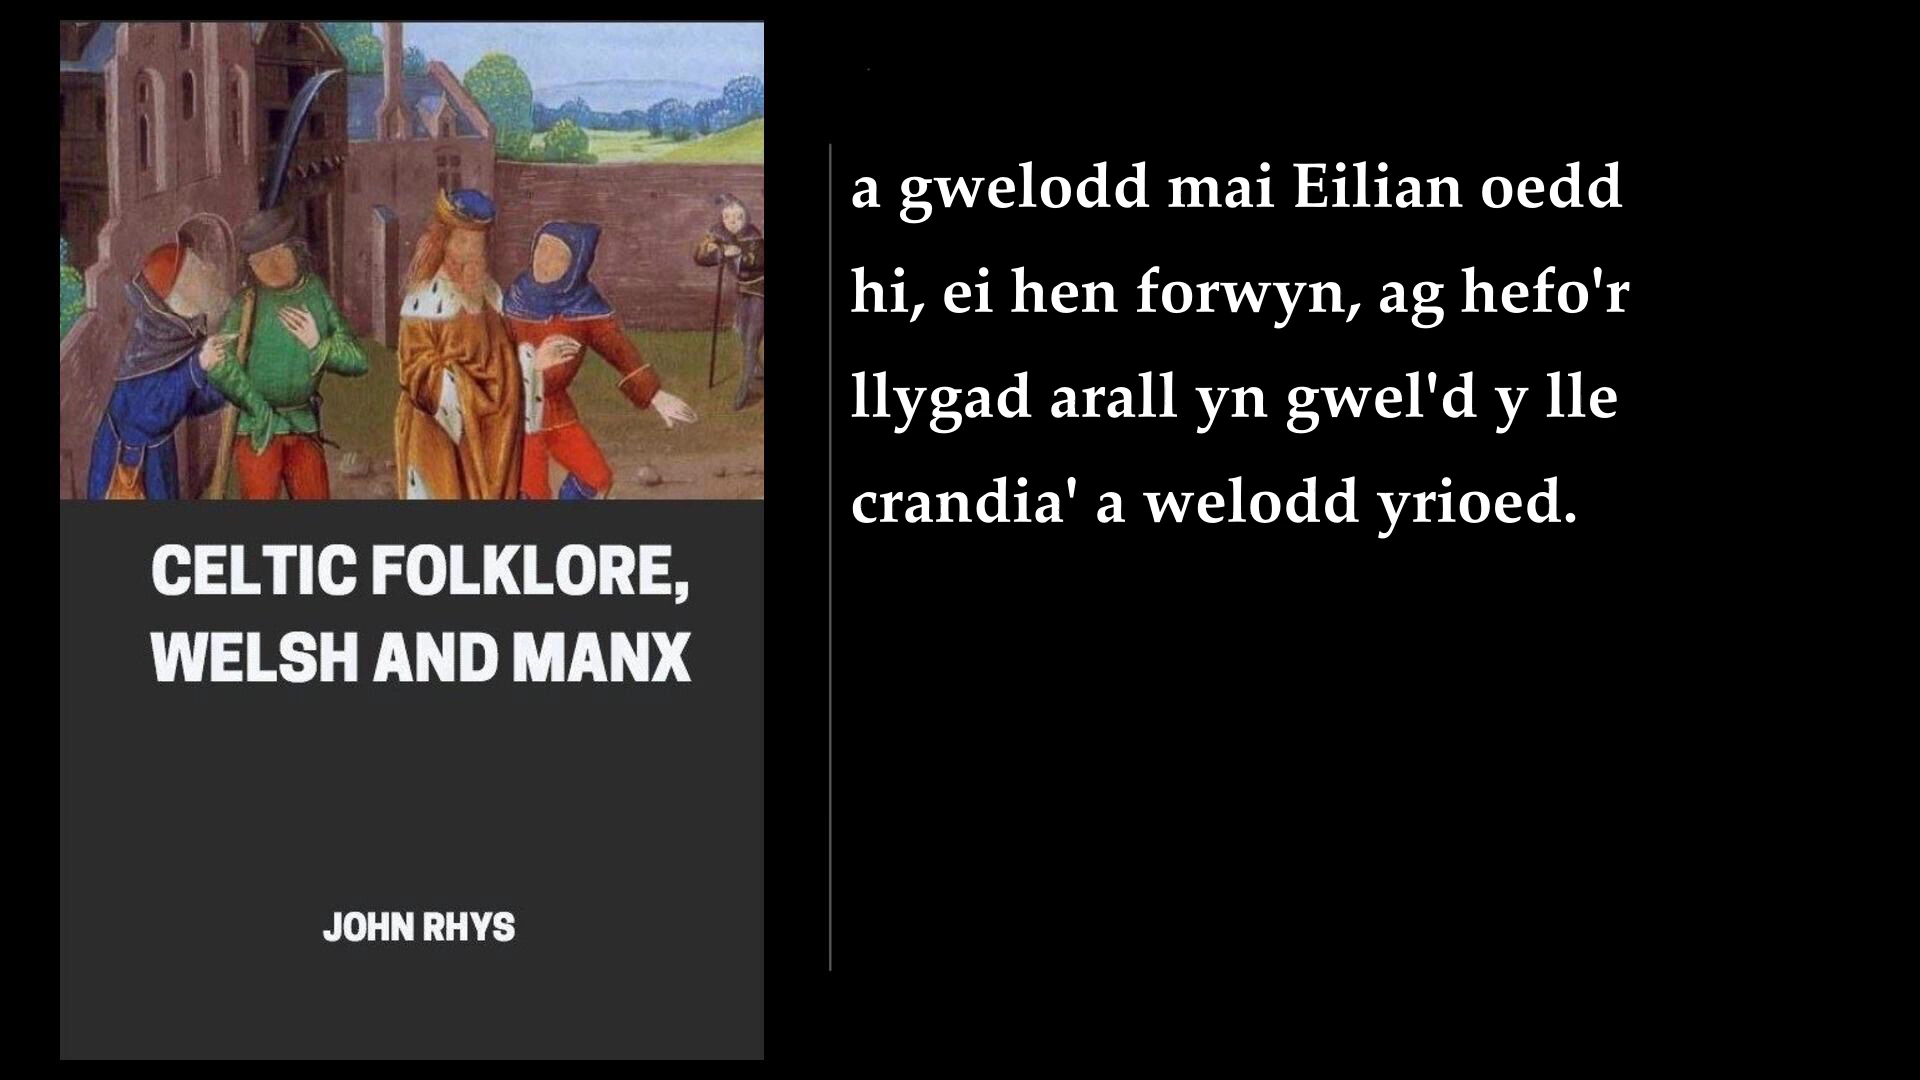 CELTIC FOLKLORE,
WELSH AND MANX
JOHN RHYS
a gwelodd mai Eilian oedd
hi, ei hen forwyn, ag hefo'r
llygad arall yn gwel'd y lle
crandia' a welodd yrioed.